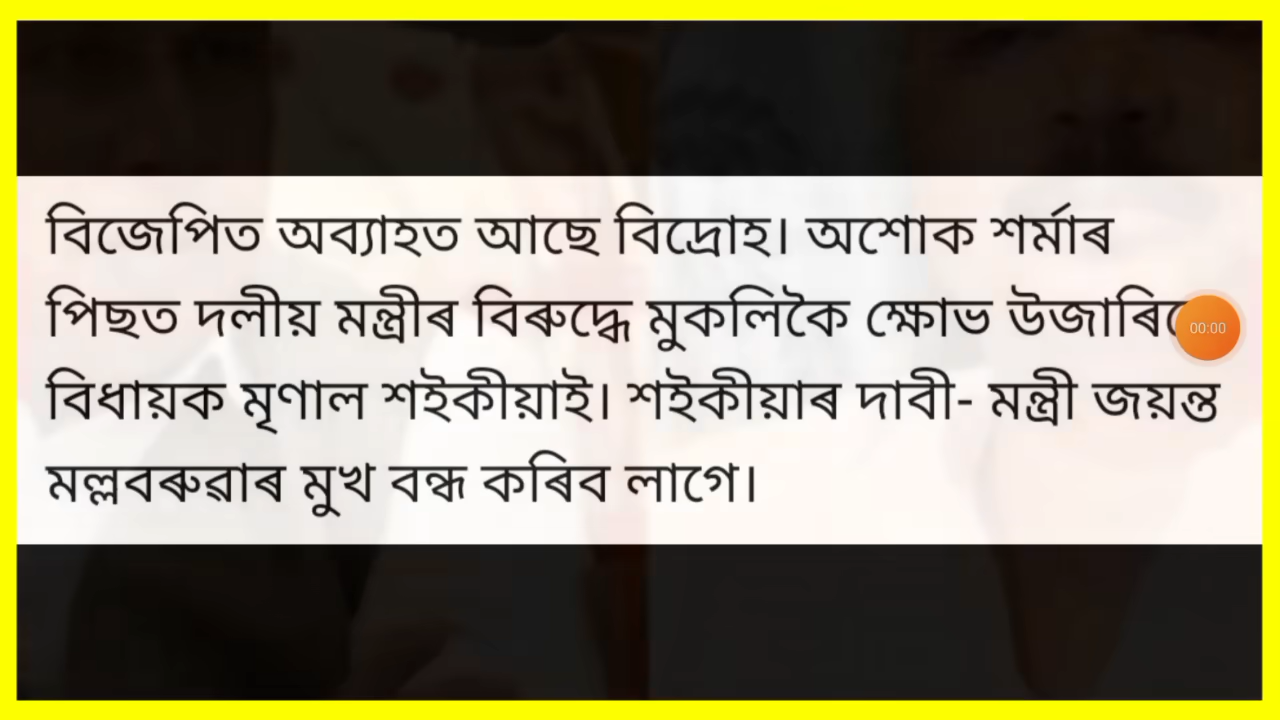 বিজেপিত অব্যাহত আছে বিদ্ৰোহ। অশোক শৰ্মাৰ
পিছত দলীয় মন্ত্ৰীৰ বিৰুদ্ধে মুকলিকৈ ক্ষোভ
বিধায়ক মৃণাল শইকীয়াই। শইকীয়াৰ দাবী- মন্ত্ৰী জয়ন্ত
মল্লবৰুৱাৰ মুখ বন্ধ কৰিব লাগে।
00:00